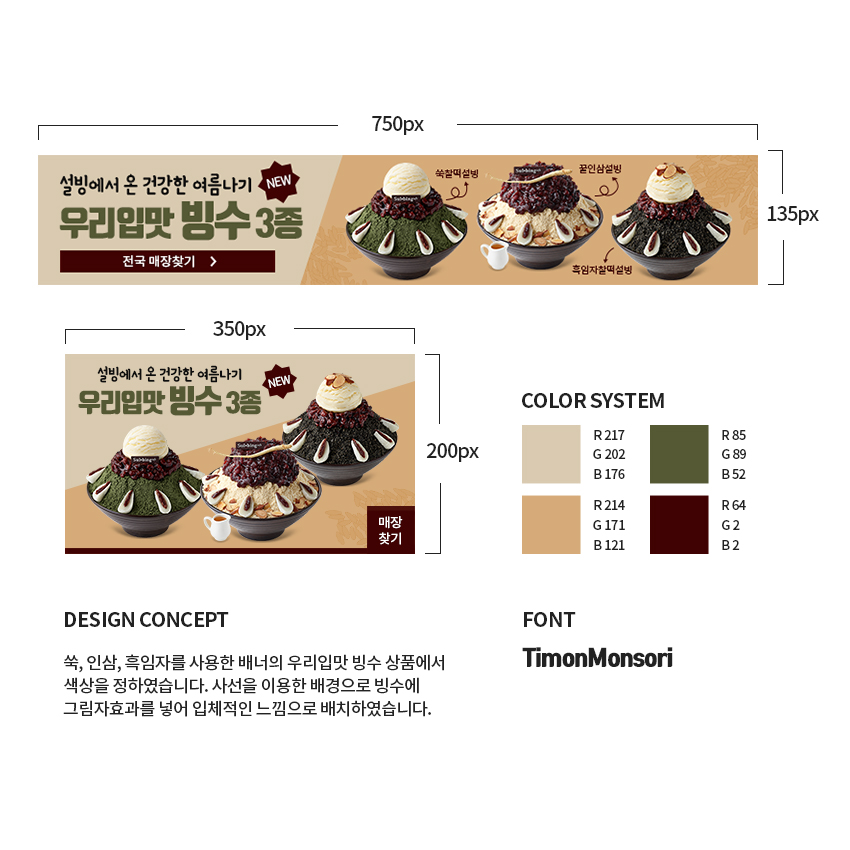 750px
설빙에서 온 건강한 여름나기
NEW
우리입맛 빙수 3종
전국 매장찾기 >
쑥찰떡설빙
꿀인삼설빙
흑임자찰떡설빙
Sulbing
Sulbing
135px
350px
설빙에서 온 건강한 여름나기
NEW
우리입맛 빙수 3종
Sulbing
매장
찾기
200px
COLOR SYSTEM
R 217
G 202
B 176
R 85
G 89
B 52
R 214
G 171
B 121
R 64
G 2
B 2
DESIGN CONCEPT
쑥, 인삼, 흑임자를 사용한 배너의 우리입맛 빙수 상품에서
색상을 정하였습니다. 사선을 이용한 배경으로 빙수에
그림자효과를 넣어 입체적인 느낌으로 배치하였습니다.
FONT
TimonMonsori